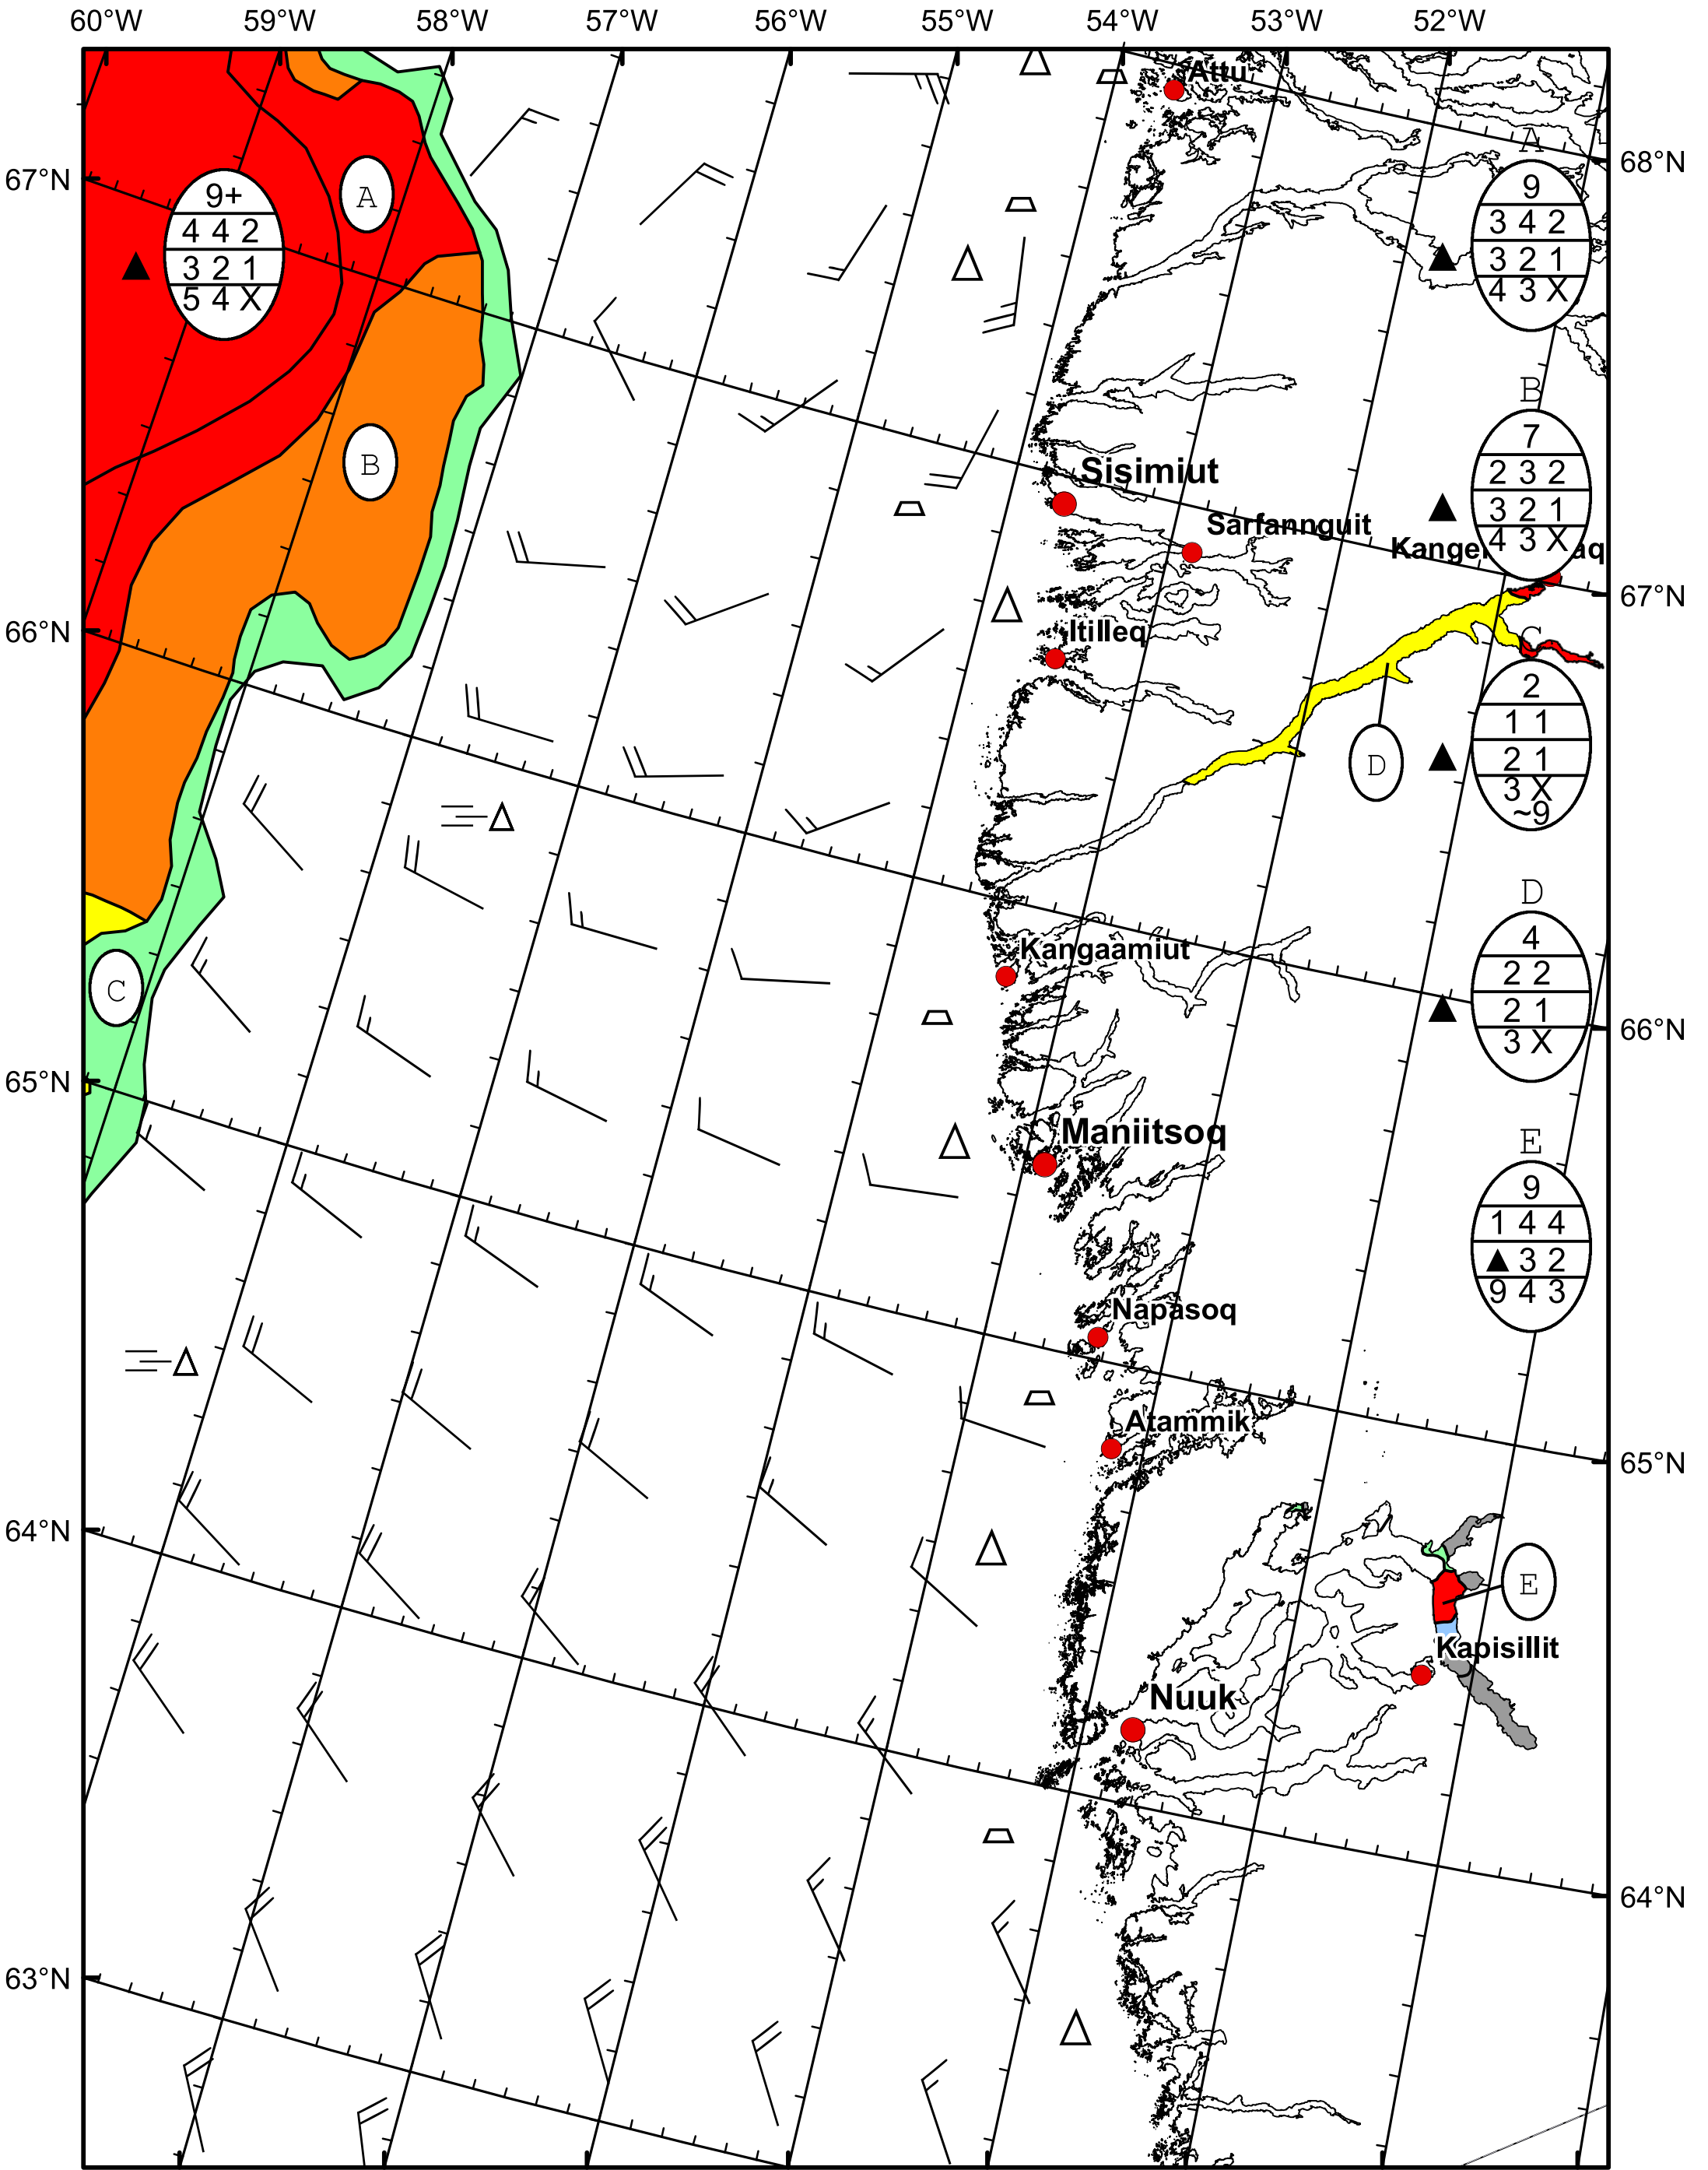 60°W 59°W 58°W 57°W 56°W 55°W 54°W 53°W 52°W
Attu
68°N
67°N
A
9+
4 4 2
3 2 1
5 4 X
A
9
3 4 2
3 2 1
4 3 X
B
7
2 3 2
3 2 1
4 3 X
B
Sisimiut
Sarfannguit
67°N
66°N
Itilleq
C
2
1 1
2 1
3 X
~9
D
D
4
2 2
2 1
3 X
Kangaamiut
C
66°N
65°N
Maniitsoq
E
9
1 4 4
▲ 3 2
9 4 3
Napasoq
Atammik
65°N
64°N
E
Kapisillit
Nuuk
64°N
63°N